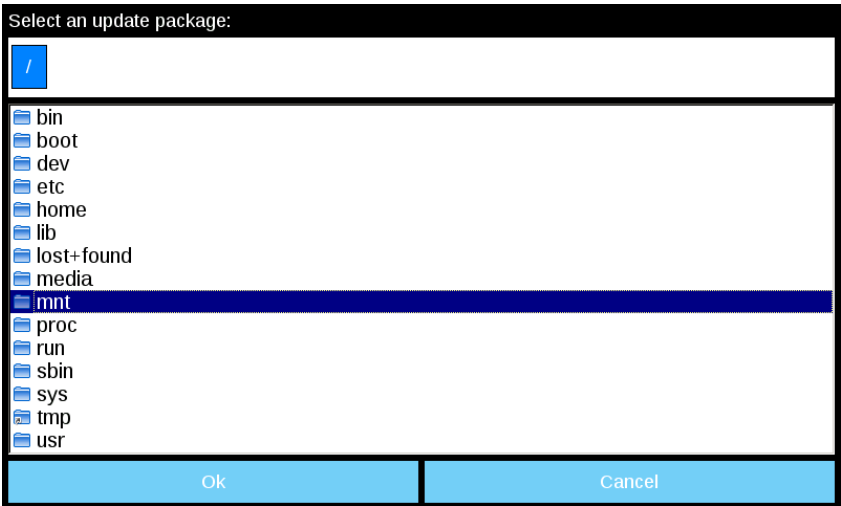 Select an update package:
/
bin
boot
dev
etc
home
lib
lost+found
media
mnt
proc
run
sbin
sys
tmp
usr
Ok
Cancel